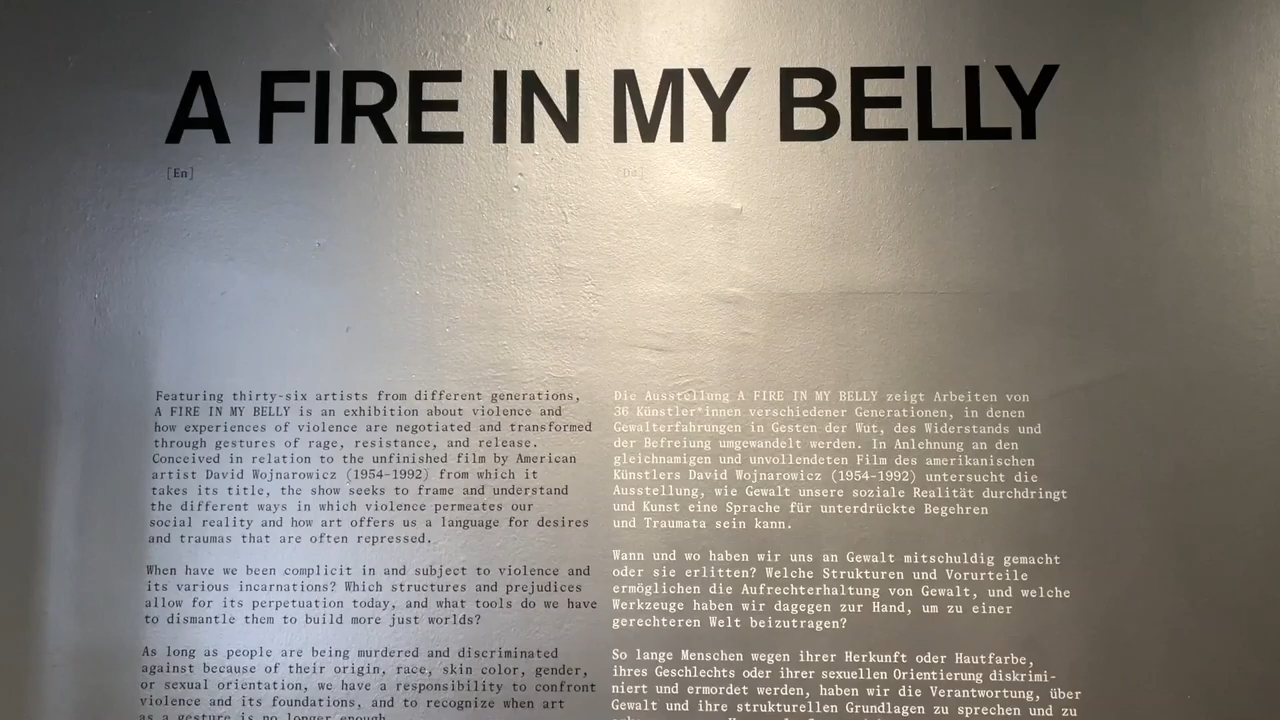 A FIRE IN MY BELLY
[En]
[De]
Featuring thirty-six artists from different generations,
A FIRE IN MY BELLY is an exhibition about violence and
how experiences of violence are negotiated and transformed
through gestures of rage, resistance, and release.
Conceived in relation to the unfinished film by American
artist David Wojnarowicz (1954–1992) from which it
takes its title, the show seeks to frame and understand
the different ways in which violence permeates our
social reality and how art offers us a language for desires
and traumas that are often repressed.
When have we been complicit in and subject to violence and
its various incarnations? Which structures and prejudices
allow for its perpetuation today, and what tools do we have
to dismantle them to build more just worlds?
As long as people are being murdered and discriminated
against because of their origin, race, skin color, gender,
or sexual orientation, we have a responsibility to confront
violence and its foundations, and to recognize when art
as a gesture is no longer enough.
Die Ausstellung A FIRE IN MY BELLY zeigt Arbeiten von
36 Künstler*innen verschiedener Generationen, in denen
Gewalterfahrungen in Gesten der Wut, des Widerstands und
der Befreiung umgewandelt werden. In Anlehnung an den
gleichnamigen und unvollendeten Film des amerikanischen
Künstlers David Wojnarowicz (1954–1992) untersucht die
Ausstellung, wie Gewalt unsere soziale Realität durchdringt
und Kunst eine Sprache für unterdrückte Begehren
und Traumata sein kann.
Wann und wo haben wir uns an Gewalt mitschuldig gemacht
oder sie erlitten? Welche Strukturen und Vorurteile
ermöglichen die Aufrechterhaltung von Gewalt, und welche
Werkzeuge haben wir dagegen zur Hand, um zu einer
gerechteren Welt beizutragen?
So lange Menschen wegen ihrer Herkunft oder Hautfarbe,
ihres Geschlechts oder ihrer sexuellen Orientierung diskrimi-
niert und ermordet werden, haben wir die Verantwortung, über
Gewalt und ihre strukturellen Grundlagen zu sprechen und zu